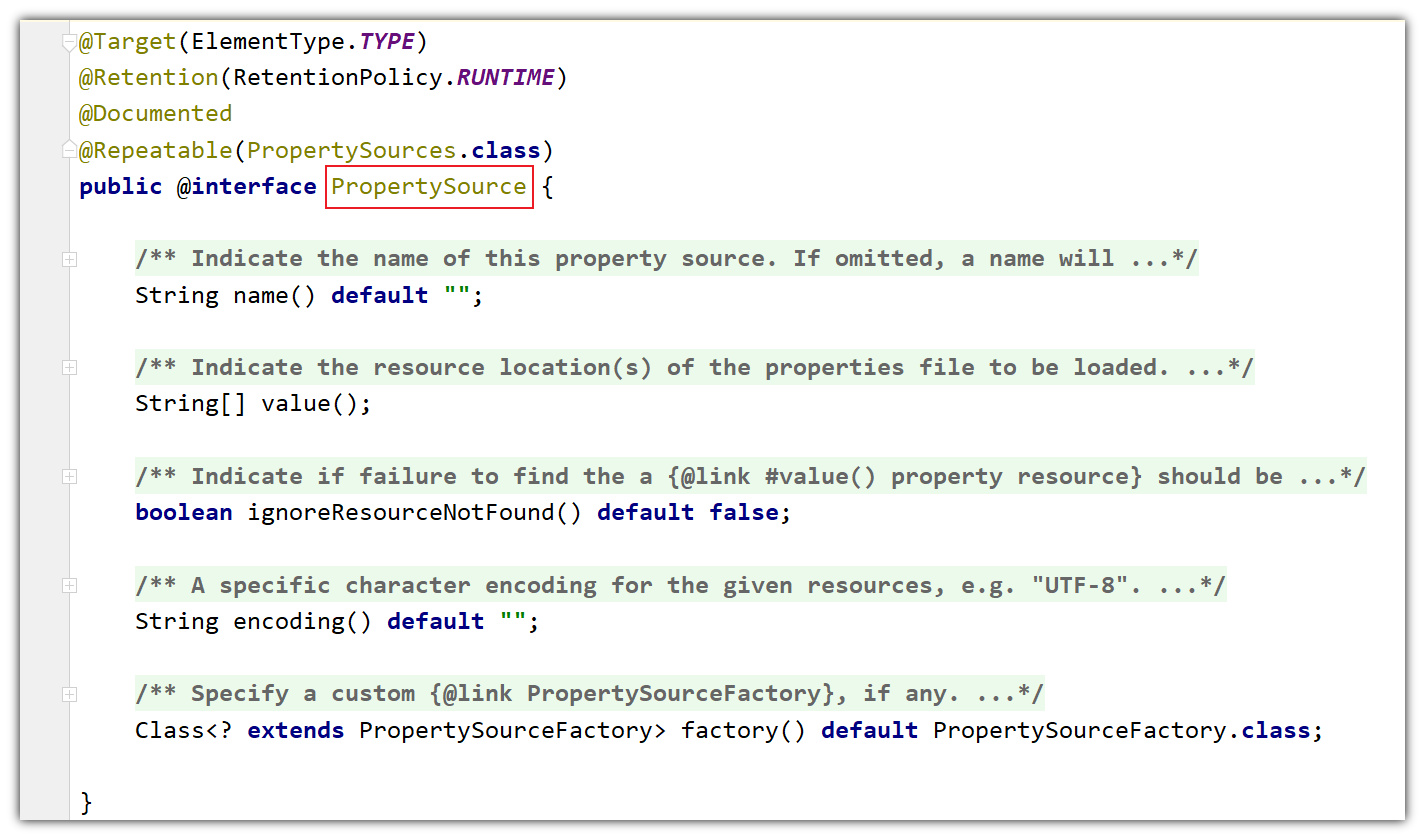 @Target(ElementType.TYPE)
@Retention(RetentionPolicy.RUNTIME)
@Documented
@Repeatable(PropertySources.class)
public @interface PropertySource {
/** Indicate the name of this property source. If omitted, a name will ...*/
String name() default "";
/** Indicate the resource location(s) of the properties file to be loaded. ...*/
String[] value();
/** Indicate if failure to find the a {@link #value() property resource} should be ...*/
boolean ignoreResourceNotFound() default false;
/** A specific character encoding for the given resources, e.g. "UTF-8". ...*/
String encoding() default "";
/** Specify a custom {@link PropertySourceFactory}, if any. ...*/
Class<? extends PropertySourceFactory> factory() default PropertySourceFactory.class;
}